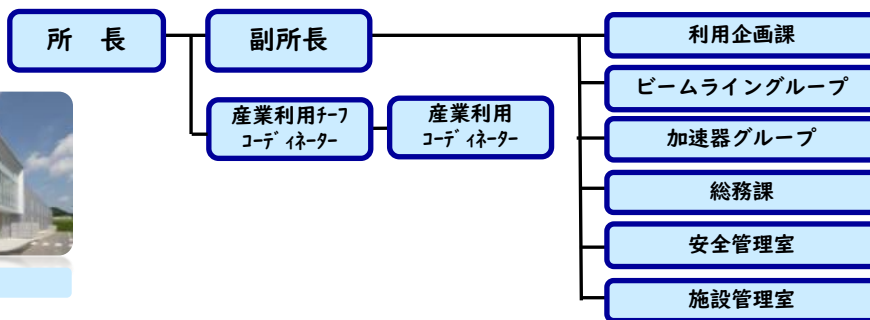 所　長
副所長
産業利用ﾁｰﾌ
ｺｰﾃﾞｨﾈｰﾀｰ
産業利用
ｺｰﾃﾞｨﾈｰﾀｰ
利用企画課
ビームライングループ
加速器グループ
総務課
安全管理室
施設管理室